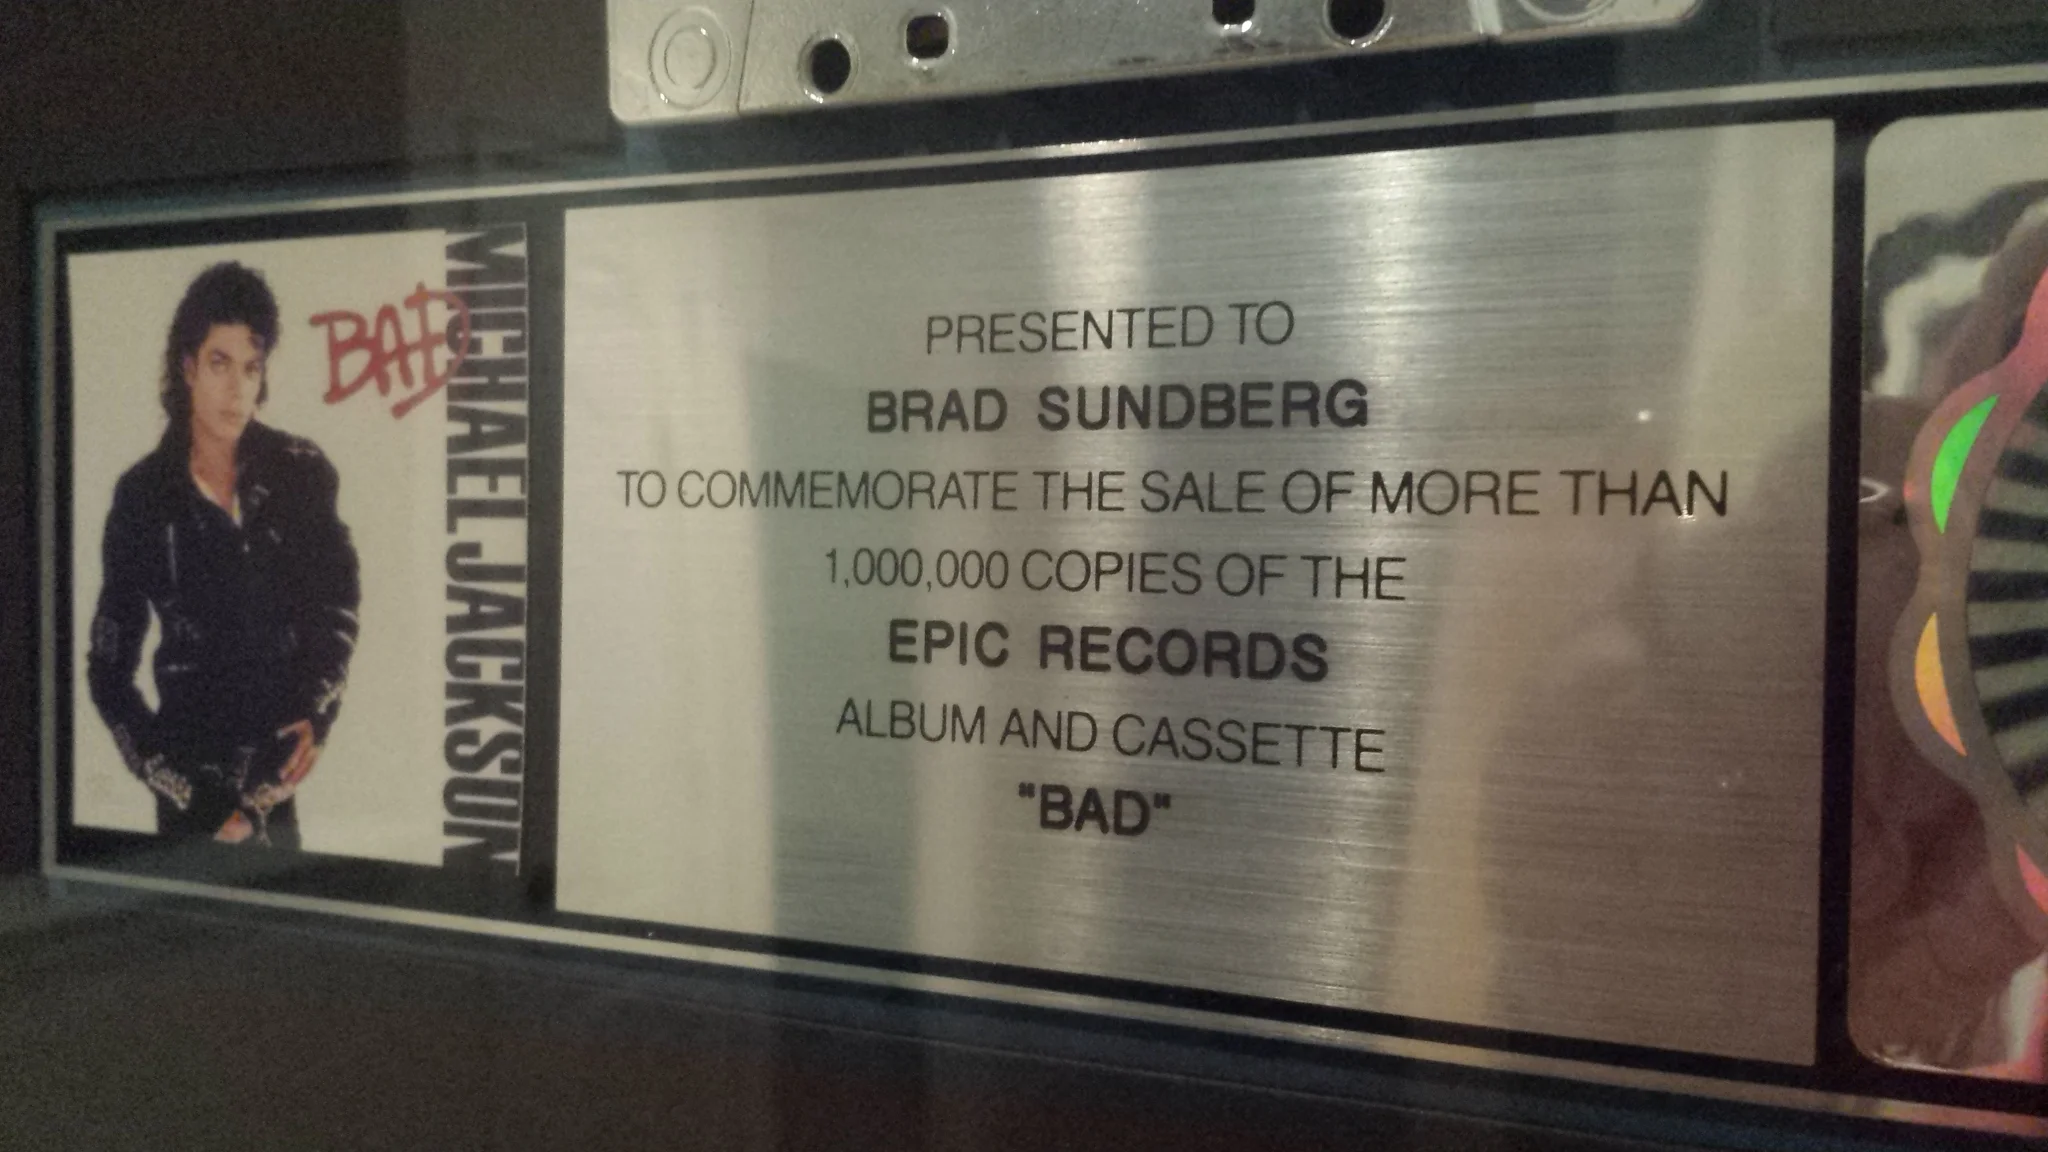 BAD
MICHAEL JACKSON
PRESENTED TO
BRAD SUNDBERG
TO COMMEMORATE THE SALE OF MORE THAN
1,000,000 COPIES OF THE
EPIC RECORDS
ALBUM AND CASSETTE
"BAD"